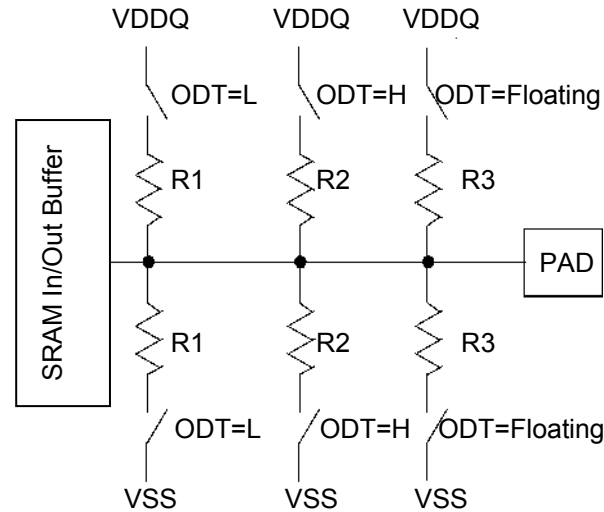 VDDQ VDDQ VDDQ
ODT=L ODT=H ODT=Floating
SRAM In/Out Buffer
R1 R2 R3
PAD
R1 R2 R3
ODT=L ODT=H ODT=Floating
VSS VSS VSS